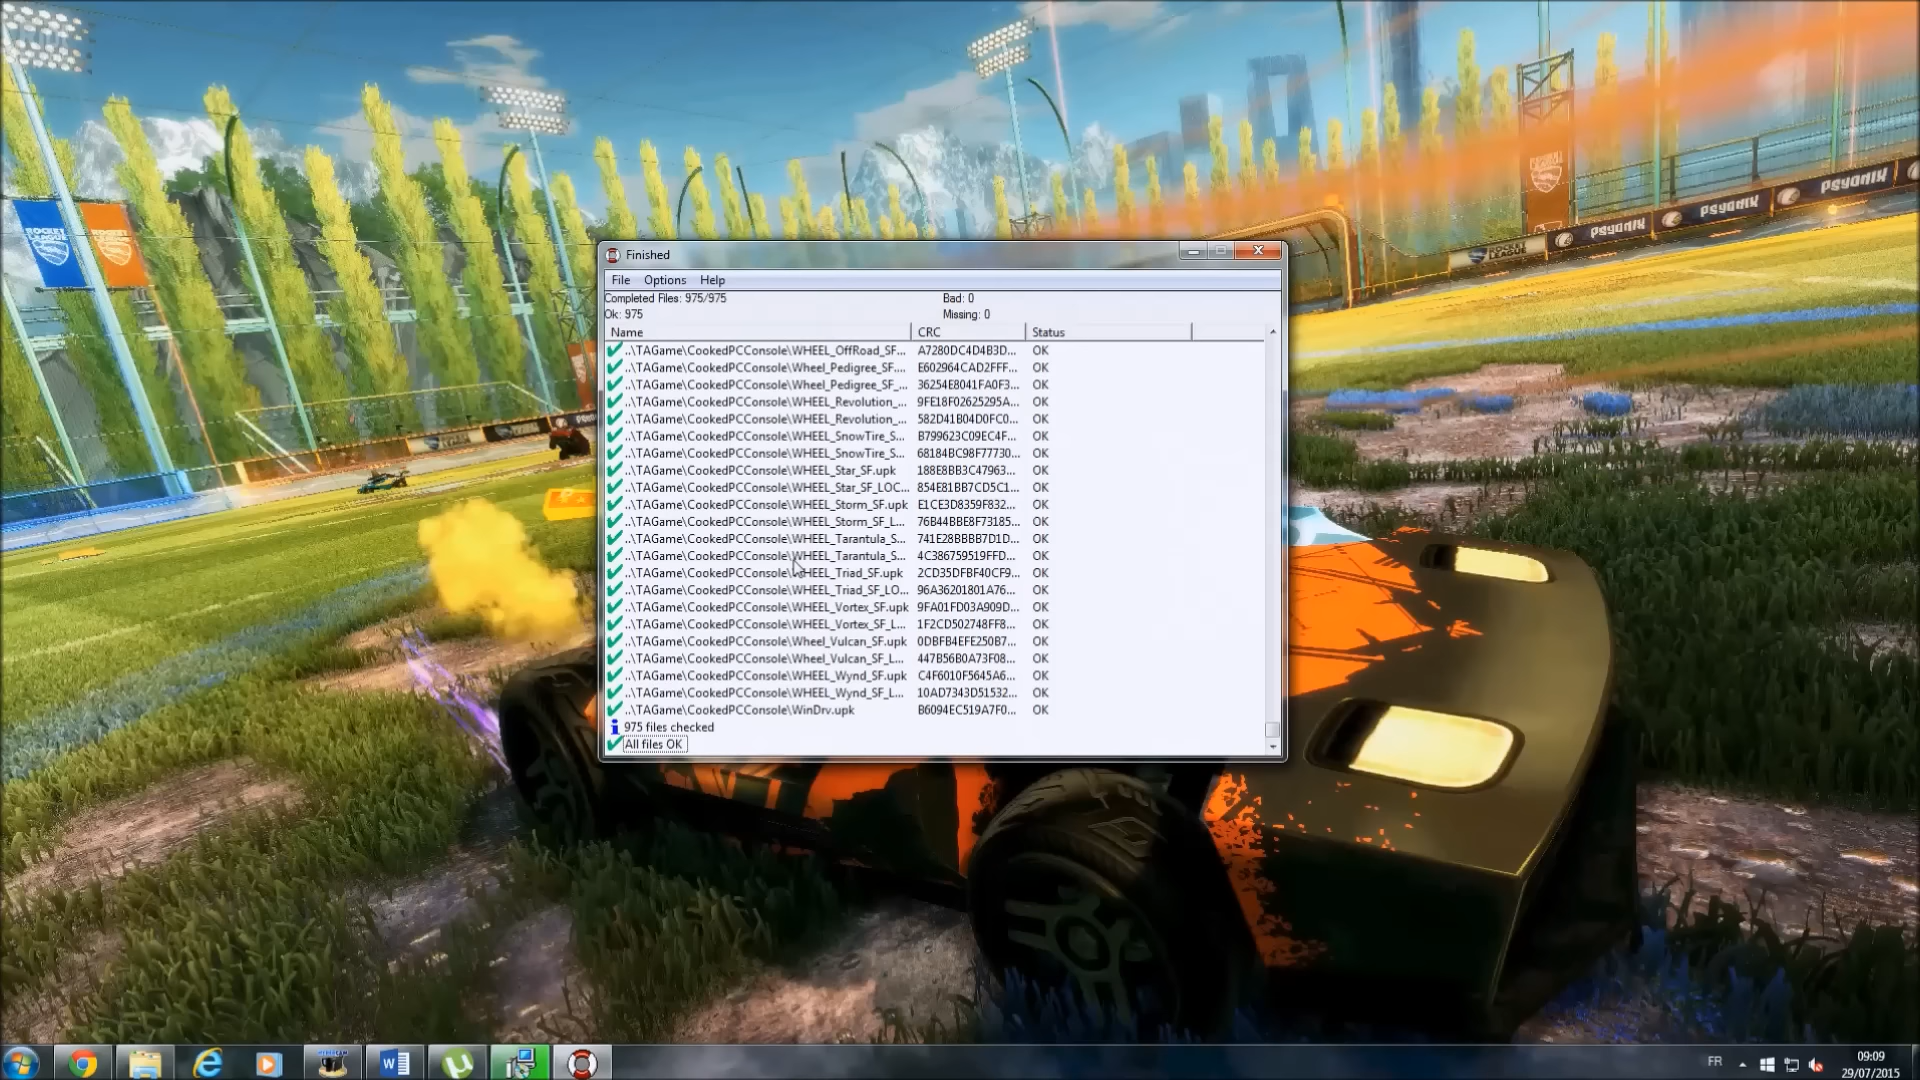 ROCKET
LEAGUE
ROCKET
LEAGUE
PSYONIX
PSYONIX
PSYONIX
ROCKET
LEAGUE
Finished
File Options Help
Completed Files: 975/975 Bad: 0
Ok: 975 Missing: 0
Name CRC Status
..\TAGame\CookedPCConsole\WHEEL_OffRoad_SF... A7280DC4D4B3D... OK
..\TAGame\CookedPCConsole\Wheel_Pedigree_SF.... E602964CAD2FFF... OK
..\TAGame\CookedPCConsole\Wheel_Pedigree_SF_... 36254E8041FA0F3... OK
..\TAGame\CookedPCConsole\WHEEL_Revolution_... 9FE18F02625295A... OK
..\TAGame\CookedPCConsole\WHEEL_Revolution_... 582D41B04D0FC0... OK
..\TAGame\CookedPCConsole\WHEEL_SnowTire_S... B799623C09EC4F... OK
..\TAGame\CookedPCConsole\WHEEL_SnowTire_S... 68184BC98F77730... OK
..\TAGame\CookedPCConsole\WHEEL_Star_SF.upk 188E8BB3C47963... OK
..\TAGame\CookedPCConsole\WHEEL_Star_SF_LOC... 854E81BB7CD5C1... OK
..\TAGame\CookedPCConsole\WHEEL_Storm_SF.upk E1CE3D8359F832... OK
..\TAGame\CookedPCConsole\WHEEL_Storm_SF_L... 76B44BBE8F73185... OK
..\TAGame\CookedPCConsole\WHEEL_Tarantula_S... 741E28BBBB7D1D... OK
..\TAGame\CookedPCConsole\WHEEL_Tarantula_S... 4C386759519FFD... OK
..\TAGame\CookedPCConsole\WHEEL_Triad_SF.upk 2CD35DFBF40CF9... OK
..\TAGame\CookedPCConsole\WHEEL_Triad_SF_LO... 96A36201801A76... OK
..\TAGame\CookedPCConsole\WHEEL_Vortex_SF.upk 9FA01FD03A909D... OK
..\TAGame\CookedPCConsole\WHEEL_Vortex_SF_L... 1F2CD502748FF8... OK
..\TAGame\CookedPCConsole\Wheel_Vulcan_SF.upk 0DBFB4EFE250B7... OK
..\TAGame\CookedPCConsole\Wheel_Vulcan_SF_L... 447B56B0A73F08... OK
..\TAGame\CookedPCConsole\WHEEL_Wynd_SF.upk C4F6010F5645A6... OK
..\TAGame\CookedPCConsole\WHEEL_Wynd_SF_L... 10AD7343D51532... OK
..\TAGame\CookedPCConsole\WinDrv.upk B6094EC519A7F0... OK
975 files checked
All files OK
FR
09:09
29/07/2015